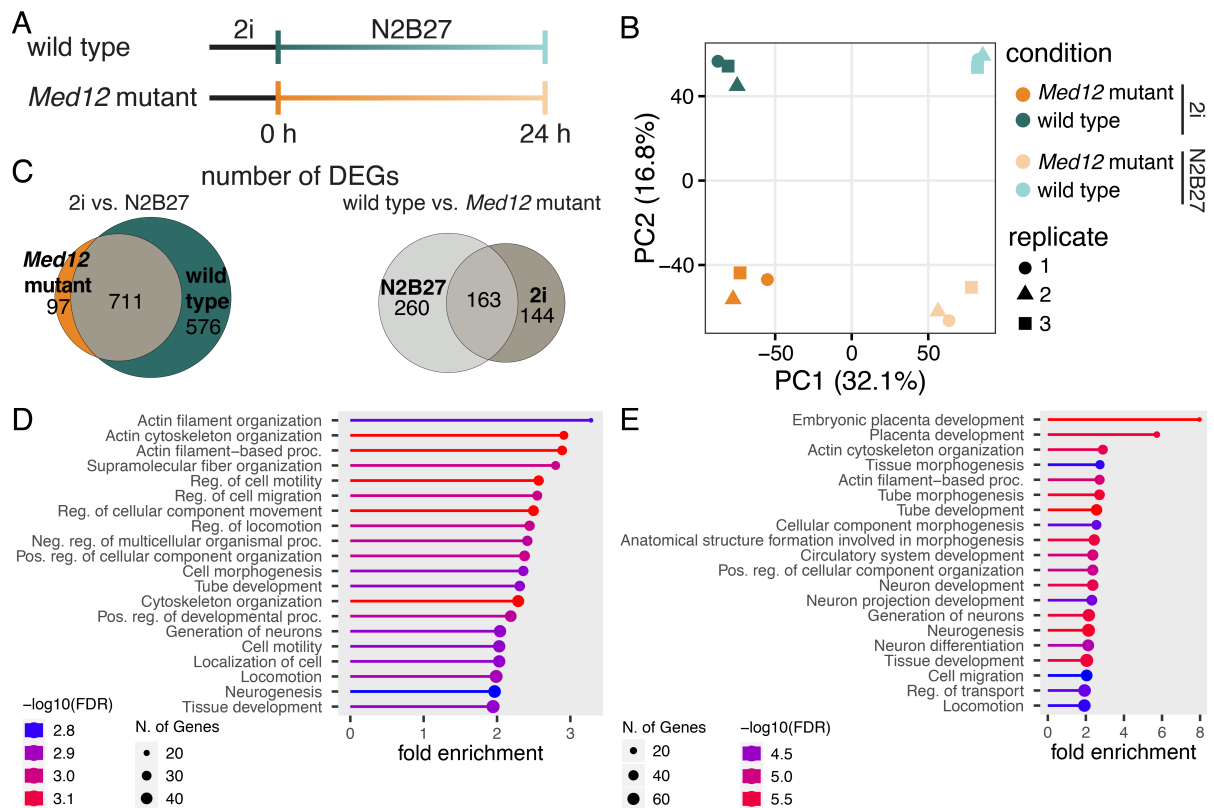 A
2i
N2B27
wild type
Med12 mutant
0 h
24 h
B
40
0
−40
PC2 (16.8%)
−50
0
50
PC1 (32.1%)
condition
Med12 mutant
wild type
2i
Med12 mutant
wild type
N2B27
replicate
1
2
3
C
number of DEGs
2i vs. N2B27
Med12
mutant
97
711
wild
type
576
wild type vs. Med12 mutant
N2B27
260
163
2i
144
D
Actin filament organization
Actin cytoskeleton organization
Actin filament−based proc.
Supramolecular fiber organization
Reg. of cell motility
Reg. of cell migration
Reg. of cellular component movement
Reg. of locomotion
Neg. reg. of multicellular organismal proc.
Pos. reg. of cellular component organization
Cell morphogenesis
Tube development
Cytoskeleton organization
Pos. reg. of developmental proc.
Generation of neurons
Cell motility
Localization of cell
Locomotion
Neurogenesis
Tissue development
0
1
2
3
fold enrichment
−log10(FDR)
2.8
2.9
3.0
3.1
N. of Genes
20
30
40
E
Embryonic placenta development
Placenta development
Actin cytoskeleton organization
Tissue morphogenesis
Actin filament−based proc.
Tube morphogenesis
Tube development
Cellular component morphogenesis
Anatomical structure formation involved in morphogenesis
Circulatory system development
Pos. reg. of cellular component organization
Neuron development
Neuron projection development
Generation of neurons
Neurogenesis
Neuron differentiation
Tissue development
Cell migration
Reg. of transport
Locomotion
0
2
4
6
8
fold enrichment
N. of Genes
20
40
60
−log10(FDR)
4.5
5.0
5.5